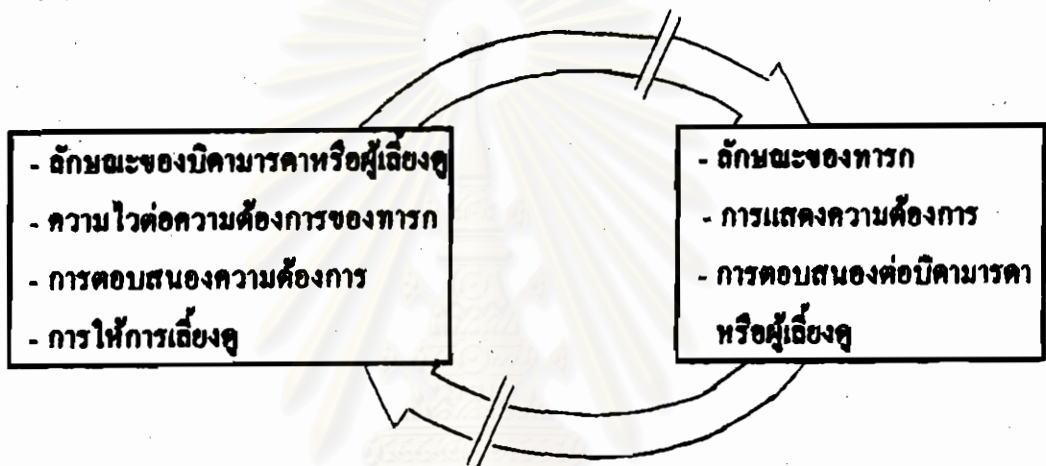 - ลักษณะของบิดามารดาหรือผู้เลี้ยงดู
- ความไวต่อความต้องการของทารก
- การตอบสนองความต้องการ
- การให้การเลี้ยงดู
- ลักษณะของทารก
- การแสดงความต้องการ
- การตอบสนองต่อบิดามารดา
หรือผู้เลี้ยงดู